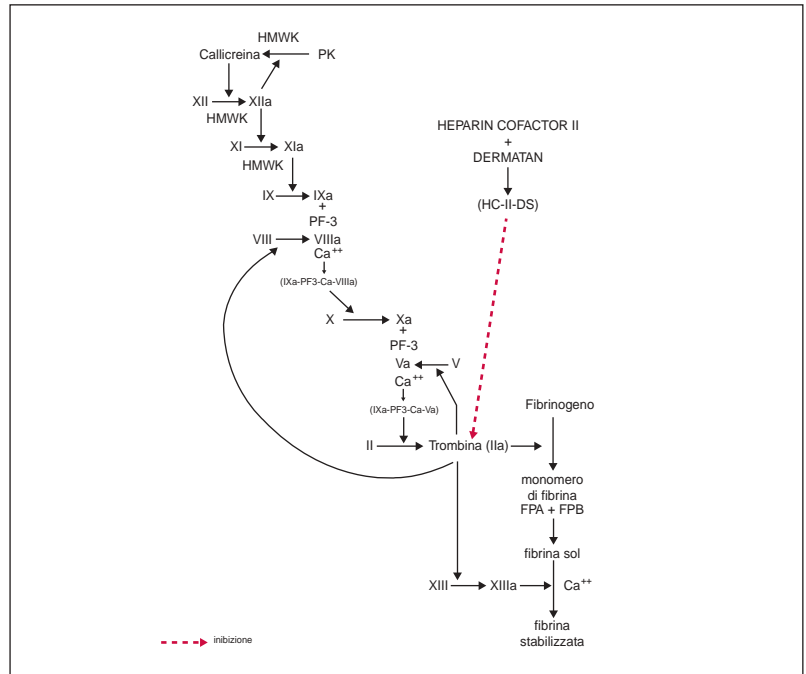 HMWK
Callicreina PK
XII XIIa
HMWK
XI XIa
HMWK
IX IXa
+
PF-3
VIII VIIIa
Ca++
(IXa-PF3-Ca-VIIIa)
X Xa
+
PF-3
Va V
Ca++
(IXa-PF3-Ca-Va)
II Trombina (IIa)
HEPARIN COFACTOR II
+
DERMATAN
(HC-II-DS)
Fibrinogeno
monomero
di fibrina
FPA + FPB
fibrina sol
XIII XIIIa Ca++
fibrina
stabilizzata
inibizione